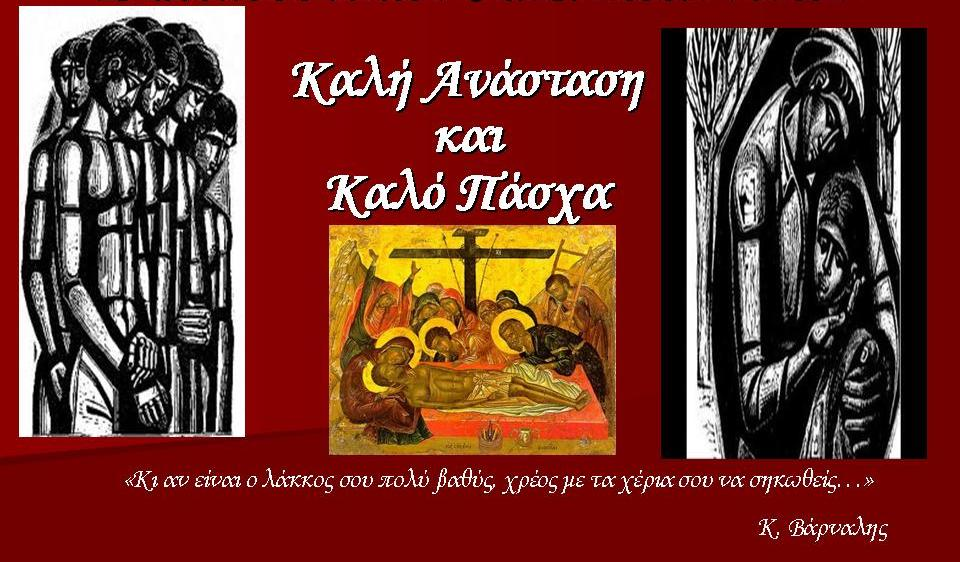 Καλή Ανάσταση
και
Καλό Πάσχα
«Κι αν είναι ο λάκκος σου πολύ βαθύς, χρέος με τα χέρια σου να σηκωθείς…»
Κ. Βάρναλης